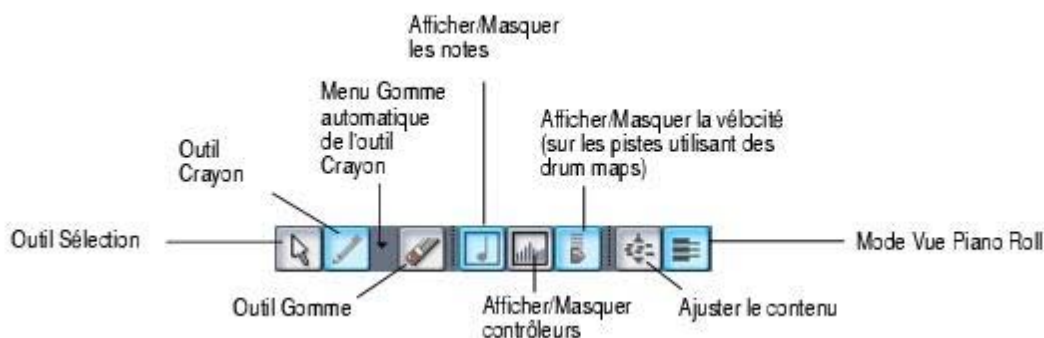 Afficher/Masquer
les notes
Menu Gomme
automatique
de l'outil
Crayon
Afficher/Masquer la vélocité
(sur les pistes utilisant des
drum maps)
Outil
Crayon
Outil Sélection
Mode Vue Piano Roll
Outil Gomme
Afficher/Masquer
contrôleurs
Ajuster le contenu